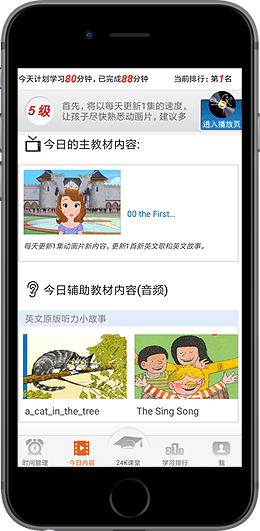 今天计划学习80分钟，已完成88分钟 当前排行：第1名
5 级
首先，将以每天更新1集的速度，
让孩子尽快熟悉动画片，建议多
进入播放页
今日的主教材内容：
00 the First...
每天更新1集动画片新内容，更新1首新英文歌和英文故事。
今日辅助教材内容(音频)
英文原版听力小故事
a_cat_in_the_tree
The Sing Song
时间管理
今日内容
24K课堂
学习排行
我